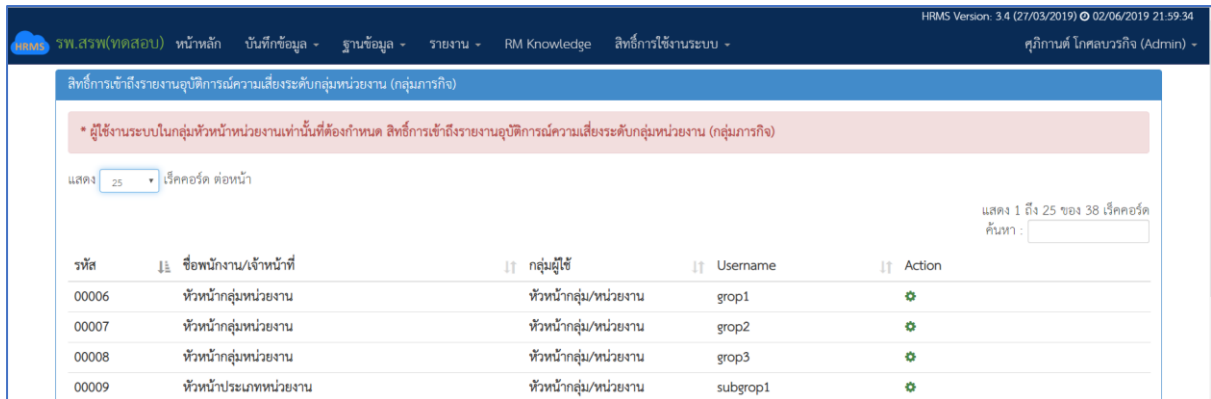 HRMS Version: 3.4 (27/03/2019) 02/06/2019 21:59:34
HRMS รพ.สรพ(ทดสอบ) หน้าหลัก บันทึกข้อมูล ฐานข้อมูล รายงาน RM Knowledge สิทธิ์การใช้งานระบบ ศุภิกานต์ โกศลบวรกิจ (Admin)
สิทธิ์การเข้าถึงรายงานอุบัติการณ์ความเสี่ยงระดับกลุ่มหน่วยงาน (กลุ่มภารกิจ)
* ผู้ใช้งานระบบในกลุ่มหัวหน้าหน่วยงานเท่านั้นที่ต้องกำหนด สิทธิ์การเข้าถึงรายงานอุบัติการณ์ความเสี่ยงระดับกลุ่มหน่วยงาน (กลุ่มภารกิจ)
แสดง 25 เร็คคอร์ด ต่อหน้า
แสดง 1 ถึง 25 ของ 38 เร็คคอร์ด
ค้นหา :
รหัส ชื่อพนักงาน/เจ้าหน้าที่ กลุ่มผู้ใช้ Username Action
00006 หัวหน้ากลุ่มหน่วยงาน หัวหน้ากลุ่ม/หน่วยงาน grop1
00007 หัวหน้ากลุ่มหน่วยงาน หัวหน้ากลุ่ม/หน่วยงาน grop2
00008 หัวหน้ากลุ่มหน่วยงาน หัวหน้ากลุ่ม/หน่วยงาน grop3
00009 หัวหน้าประเภทหน่วยงาน หัวหน้ากลุ่ม/หน่วยงาน subgrop1